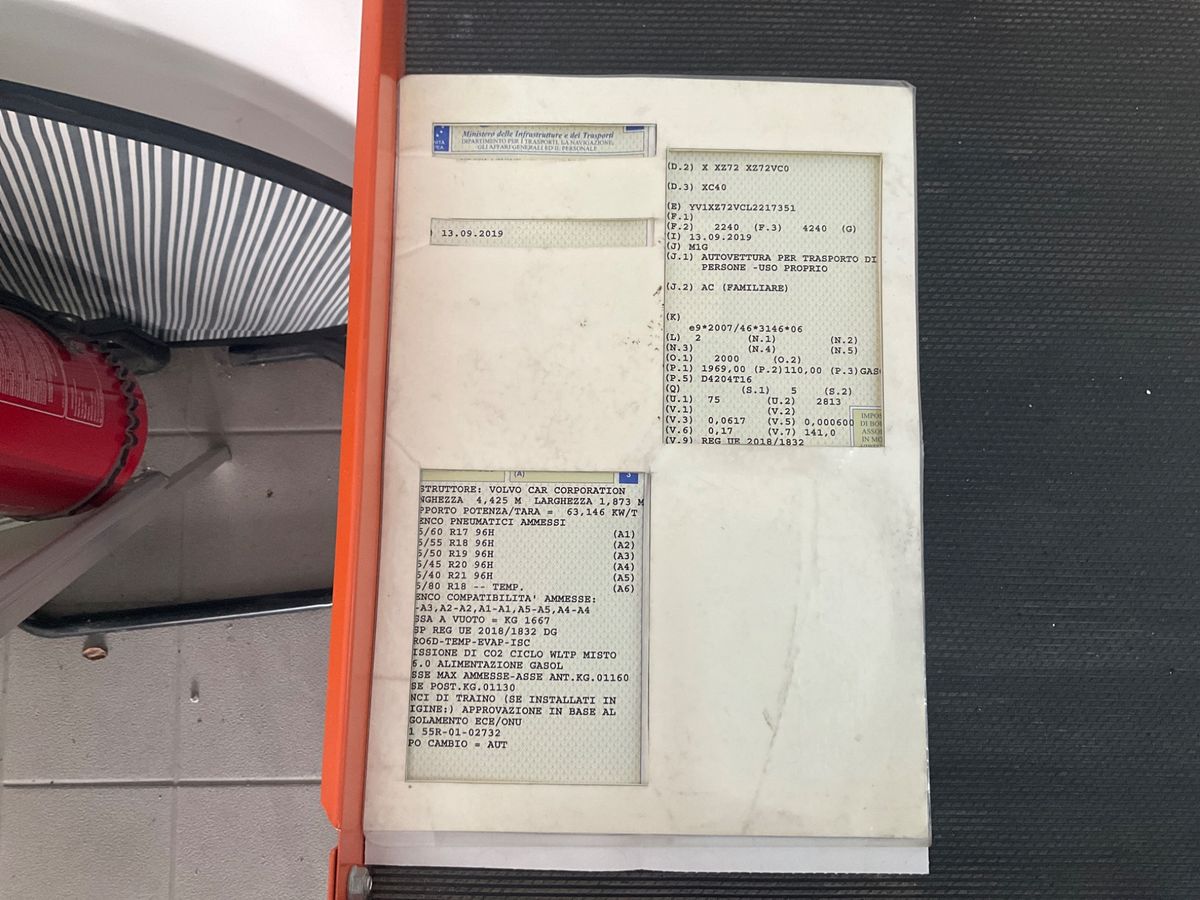 Ministero delle Infrastrutture e dei Trasporti
DIPARTIMENTO PER I TRASPORTI, LA NAVIGAZIONE,
GLI AFFARI GENERALI ED IL PERSONALE
) 13.09.2019
(D.2) X XZ72 XZ72VC0
(D.3) XC40
(E) YV1XZ72VCL2217351
(F.1)
(F.2) 2240 (F.3) 4240 (G)
(I) 13.09.2019
(J) M1G
(J.1) AUTOVETTURA PER TRASPORTO DI
PERSONE -USO PROPRIO
(J.2) AC (FAMILIARE)
(K)
e9*2007/46*3146*06
(L) 2 (N.1) (N.2)
(N.3) (N.4) (N.5)
(O.1) 2000 (O.2)
(P.1) 1969,00 (P.2)110,00 (P.3)GAS
(P.5) D4204T16
(Q) (S.1) 5 (S.2)
(U.1) 75 (U.2) 2813
(V.1) (V.2)
(V.3) 0,0617 (V.5) 0,000600
(V.6) 0,17 (V.7) 141,0
(V.9) REG UE 2018/1832
IMPOS
DI BO
ASSO
IN MO
(A)
3
STRUTTORE: VOLVO CAR CORPORATION
NGHEZZA 4,425 M LARGHEZZA 1,873 M
PPORTO POTENZA/TARA = 63,146 KW/T
ENCO PNEUMATICI AMMESSI
5/60 R17 96H (A1)
5/55 R18 96H (A2)
5/50 R19 96H (A3)
5/45 R20 96H (A4)
5/40 R21 96H (A5)
5/80 R18 -- TEMP. (A6)
ENCO COMPATIBILITA' AMMESSE:
-A3,A2-A2,A1-A1,A5-A5,A4-A4
SSA A VUOTO = KG 1667
SP REG UE 2018/1832 DG
RO6D-TEMP-EVAP-ISC
ISSIONE DI CO2 CICLO WLTP MISTO
6.0 ALIMENTAZIONE GASOL
SSE MAX AMMESSE-ASSE ANT.KG.01160
SE POST.KG.01130
NCI DI TRAINO (SE INSTALLATI IN
IGINE:) APPROVAZIONE IN BASE AL
GOLAMENTO ECE/ONU
1 55R-01-02732
PO CAMBIO = AUT